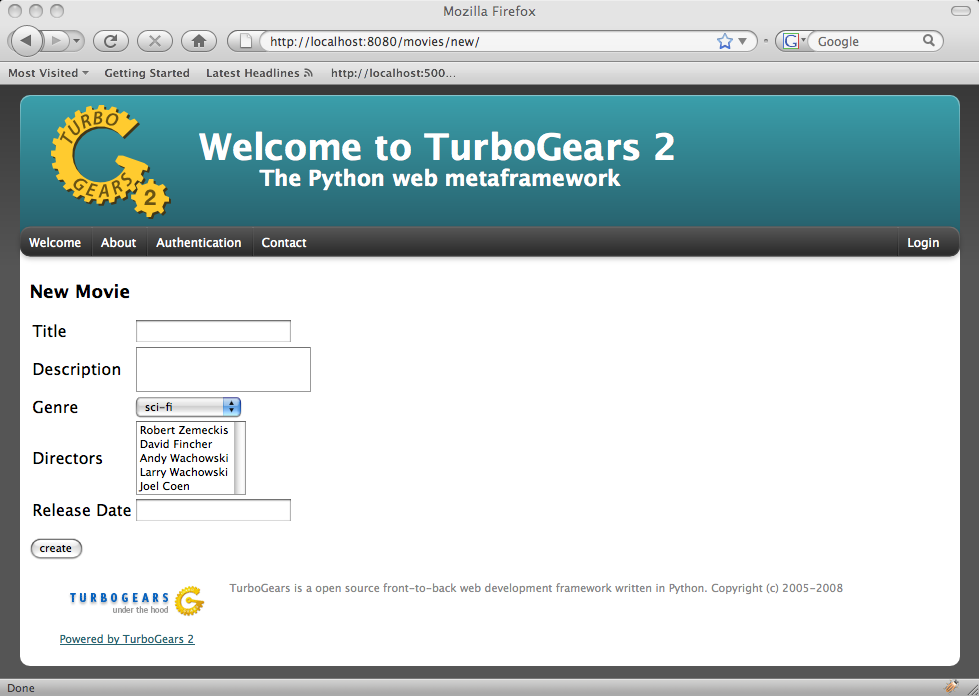 Mozilla Firefox
http://localhost:8080/movies/new/
G Google
Most Visited Getting Started Latest Headlines http://localhost:500...
TURBO
GEARS
2
Welcome to TurboGears 2
The Python web metaframework
Welcome About Authentication Contact Login
New Movie
Title
Description
Genre sci-fi
Robert Zemeckis
David Fincher
Directors Andy Wachowski
Larry Wachowski
Joel Coen
Release Date
create
TURBOGEARS
under the hood
TurboGears is a open source front-to-back web development framework written in Python. Copyright (c) 2005-2008
Powered by TurboGears 2
Done